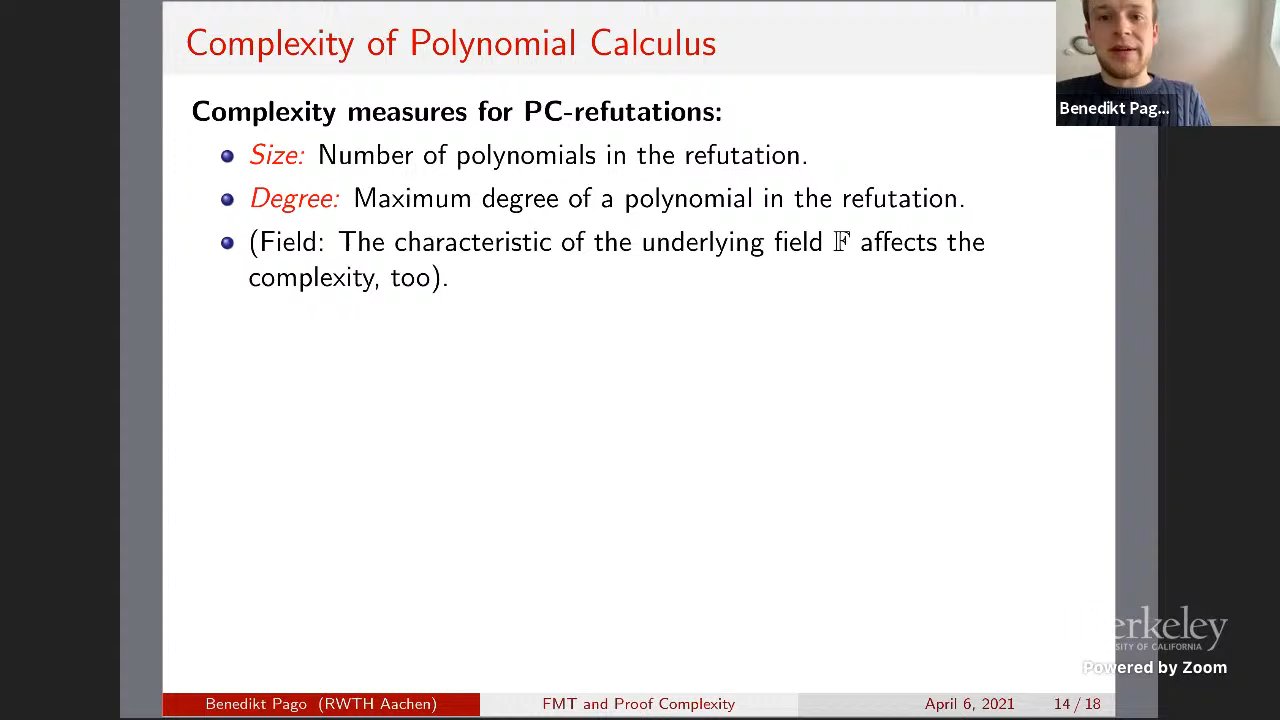 Complexity of Polynomial Calculus
Complexity measures for PC-refutations:
Size: Number of polynomials in the refutation.
Degree: Maximum degree of a polynomial in the refutation.
(Field: The characteristic of the underlying field 𝔽 affects the
complexity, too).
Benedikt Pag...
erkeley
SITY OF CALIFORNIA
Powered by Zoom
Benedikt Pago (RWTH Aachen)
FMT and Proof Complexity
April 6, 2021
14 / 18